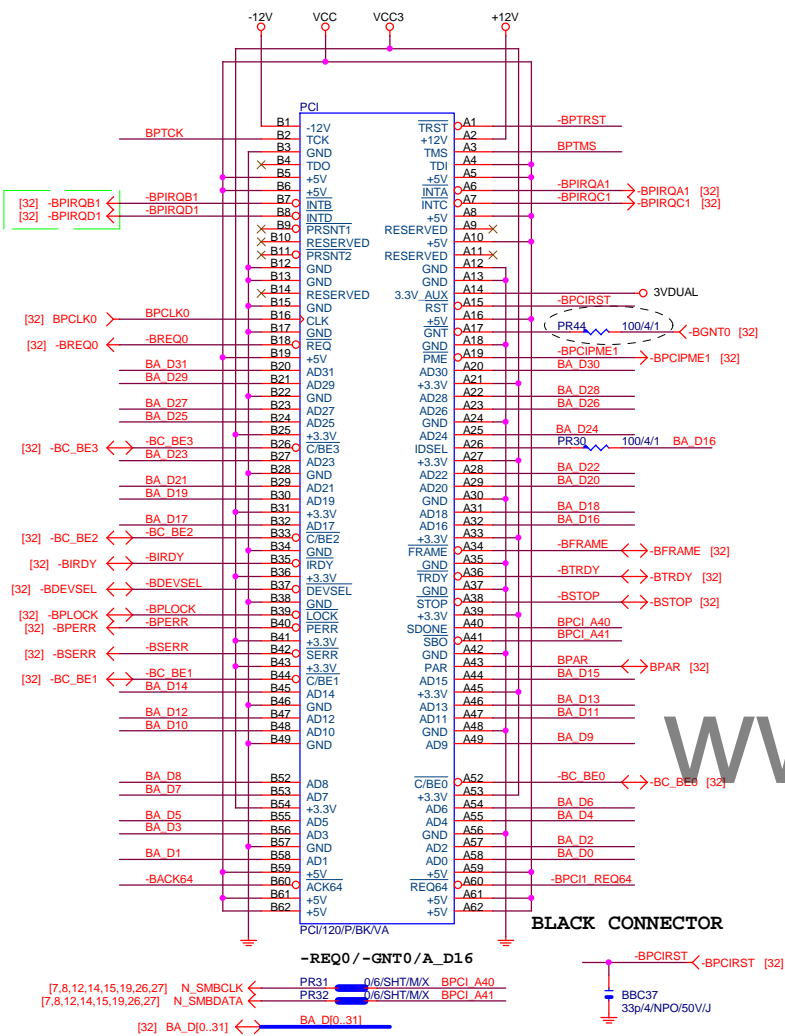 -12V VCC VCC3 +12V
PCI
B1 -12V TRST A1 -BPTRST
BPTCK B2 TCK +12V A2
B3 GND TMS A3 BPTMS
B4 TDO TDI A4
B5 +5V +5V A5
B6 +5V INTA A6 -BPIRQA1 -BPIRQA1 [32]
[32] -BPIRQB1 -BPIRQB1 B7 INTB INTC A7 -BPIRQC1 -BPIRQC1 [32]
[32] -BPIRQD1 -BPIRQD1 B8 INTD +5V A8
B9 PRSNT1 RESERVED A9
B10 RESERVED +5V A10
B11 PRSNT2 RESERVED A11
B12 GND GND A12
B13 GND GND A13
B14 RESERVED 3.3V_AUX A14 3VDUAL
B15 GND RST A15 -BPCIRST
[32] BPCLK0 BPCLK0 B16 CLK +5V A16
B17 GND GNT A17 PR44 100/4/1 -BGNT0 [32]
[32] -BREQ0 -BREQ0 B18 REQ GND A18
B19 +5V PME A19 -BPCIPME1 -BPCIPME1 [32]
BA_D31 B20 AD31 AD30 A20 BA_D30
BA_D29 B21 AD29 +3.3V A21
B22 GND AD28 A22 BA_D28
BA_D27 B23 AD27 AD26 A23 BA_D26
BA_D25 B24 AD25 GND A24
B25 +3.3V AD24 A25 BA_D24
[32] -BC_BE3 -BC_BE3 B26 C/BE3 IDSEL A26 PR30 100/4/1 BA_D16
BA_D23 B27 AD23 +3.3V A27
B28 GND AD22 A28 BA_D22
BA_D21 B29 AD21 AD20 A29 BA_D20
BA_D19 B30 AD19 GND A30
B31 +3.3V AD18 A31 BA_D18
BA_D17 B32 AD17 AD16 A32 BA_D16
[32] -BC_BE2 -BC_BE2 B33 C/BE2 +3.3V A33
B34 GND FRAME A34 -BFRAME -BFRAME [32]
[32] -BIRDY -BIRDY B35 IRDY GND A35
B36 +3.3V TRDY A36 -BTRDY -BTRDY [32]
[32] -BDEVSEL -BDEVSEL B37 DEVSEL GND A37
B38 GND STOP A38 -BSTOP -BSTOP [32]
[32] -BPLOCK -BPLOCK B39 LOCK +3.3V A39
[32] -BPERR -BPERR B40 PERR SDONE A40 BPCI_A40
B41 +3.3V SBO A41 BPCI_A41
[32] -BSERR -BSERR B42 SERR GND A42
B43 +3.3V PAR A43 BPAR BPAR [32]
[32] -BC_BE1 -BC_BE1 B44 C/BE1 AD15 A44 BA_D15
BA_D14 B45 AD14 +3.3V A45
B46 GND AD13 A46 BA_D13
BA_D12 B47 AD12 AD11 A47 BA_D11
BA_D10 B48 AD10 GND A48
B49 GND AD9 A49 BA_D9
BA_D8 B52 AD8 C/BE0 A52 -BC_BE0 -BC_BE0 [32]
BA_D7 B53 AD7 +3.3V A53
B54 +3.3V AD6 A54 BA_D6
BA_D5 B55 AD5 AD4 A55 BA_D4
BA_D3 B56 AD3 GND A56
B57 GND AD2 A57 BA_D2
BA_D1 B58 AD1 AD0 A58 BA_D0
B59 +5V +5V A59
-BACK64 B60 ACK64 REQ64 A60 -BPCI1_REQ64
B61 +5V +5V A61
B62 +5V +5V A62
PCI/120/P/BK/VA
BLACK CONNECTOR
-REQ0/-GNT0/A_D16
[7,8,12,14,15,19,26,27] N_SMBCLK PR31 0/6/SHT/M/X BPCI_A40
[7,8,12,14,15,19,26,27] N_SMBDATA PR32 0/6/SHT/M/X BPCI_A41
[32] BA_D[0..31] BA_D[0..31]
-BPCIRST -BPCIRST [32]
BBC37
33p/4/NPO/50V/J